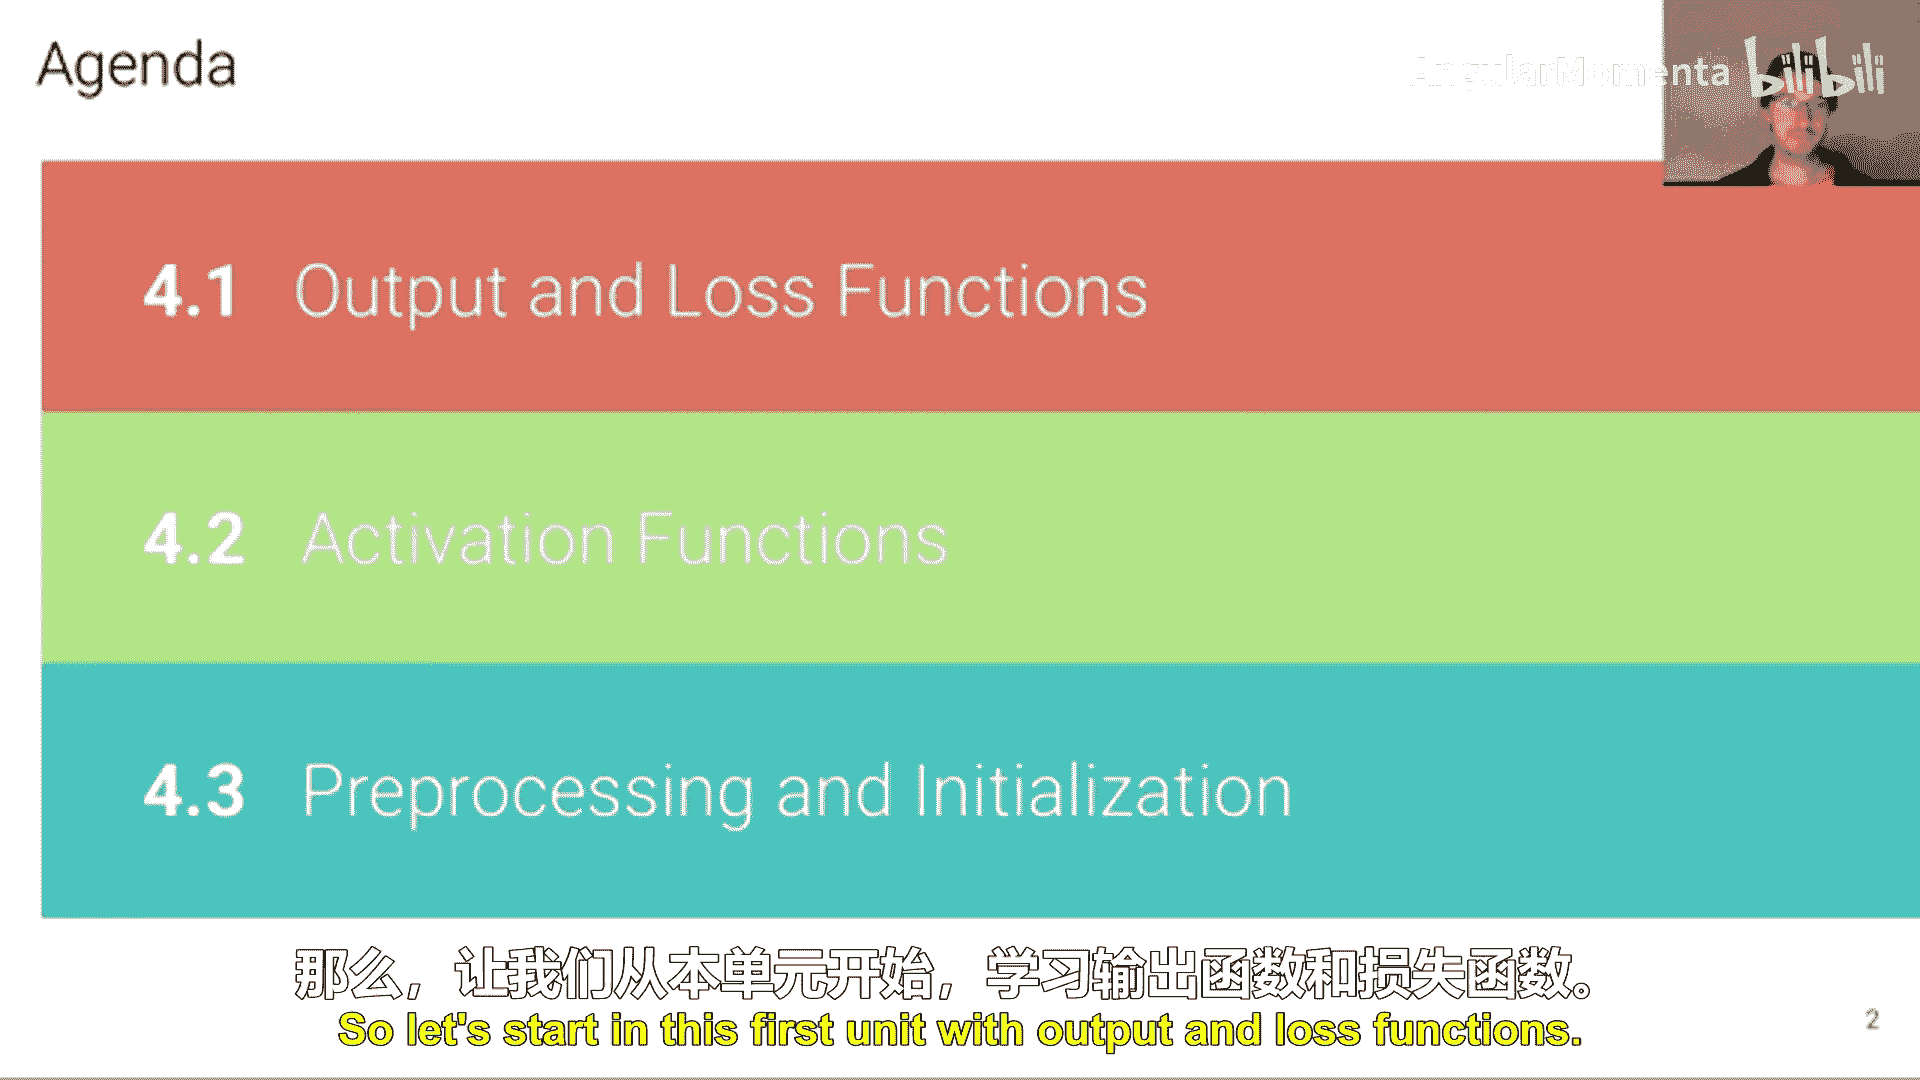 Agenda
AngularMomenta bilibili
4.1 Output and Loss Functions
4.2 Activation Functions
4.3 Preprocessing and Initialization
那么，让我们从本单元开始，学习输出函数和损失函数。
So let's start in this first unit with output and loss functions.
2